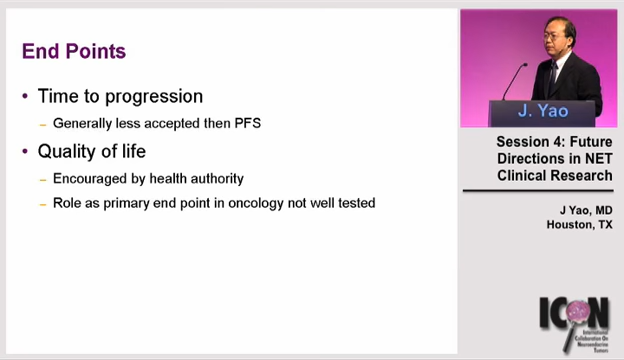 End Points
• Time to progression
– Generally less accepted then PFS
• Quality of life
– Encouraged by health authority
– Role as primary end point in oncology not well tested
J. Yao
Session 4: Future
Directions in NET
Clinical Research
J Yao, MD
Houston, TX
ICON
International
Collaboration On
Neuroendocrine
Tumors